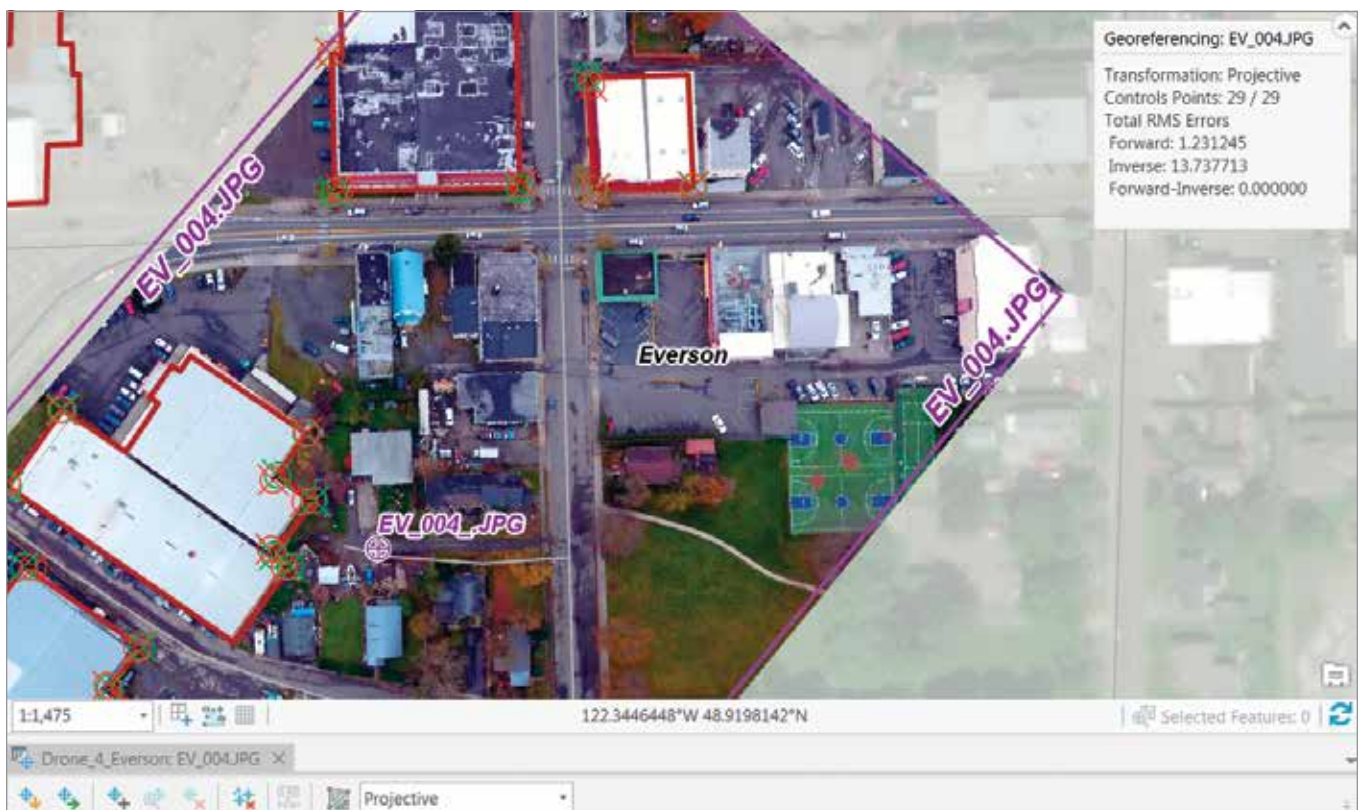 Georeferencing: EV_004.JPG
Transformation: Projective
Controls Points: 29 / 29
Total RMS Errors
Forward: 1.231245
Inverse: 13.737713
Forward-Inverse: 0.000000
EV_004.JPG
EV_004.JPG
Everson
EV_004_.JPG
1:1,475
122.3446448°W 48.9198142°N
Selected Features: 0
Drone_4_Everson: EV_004.JPG
Projective